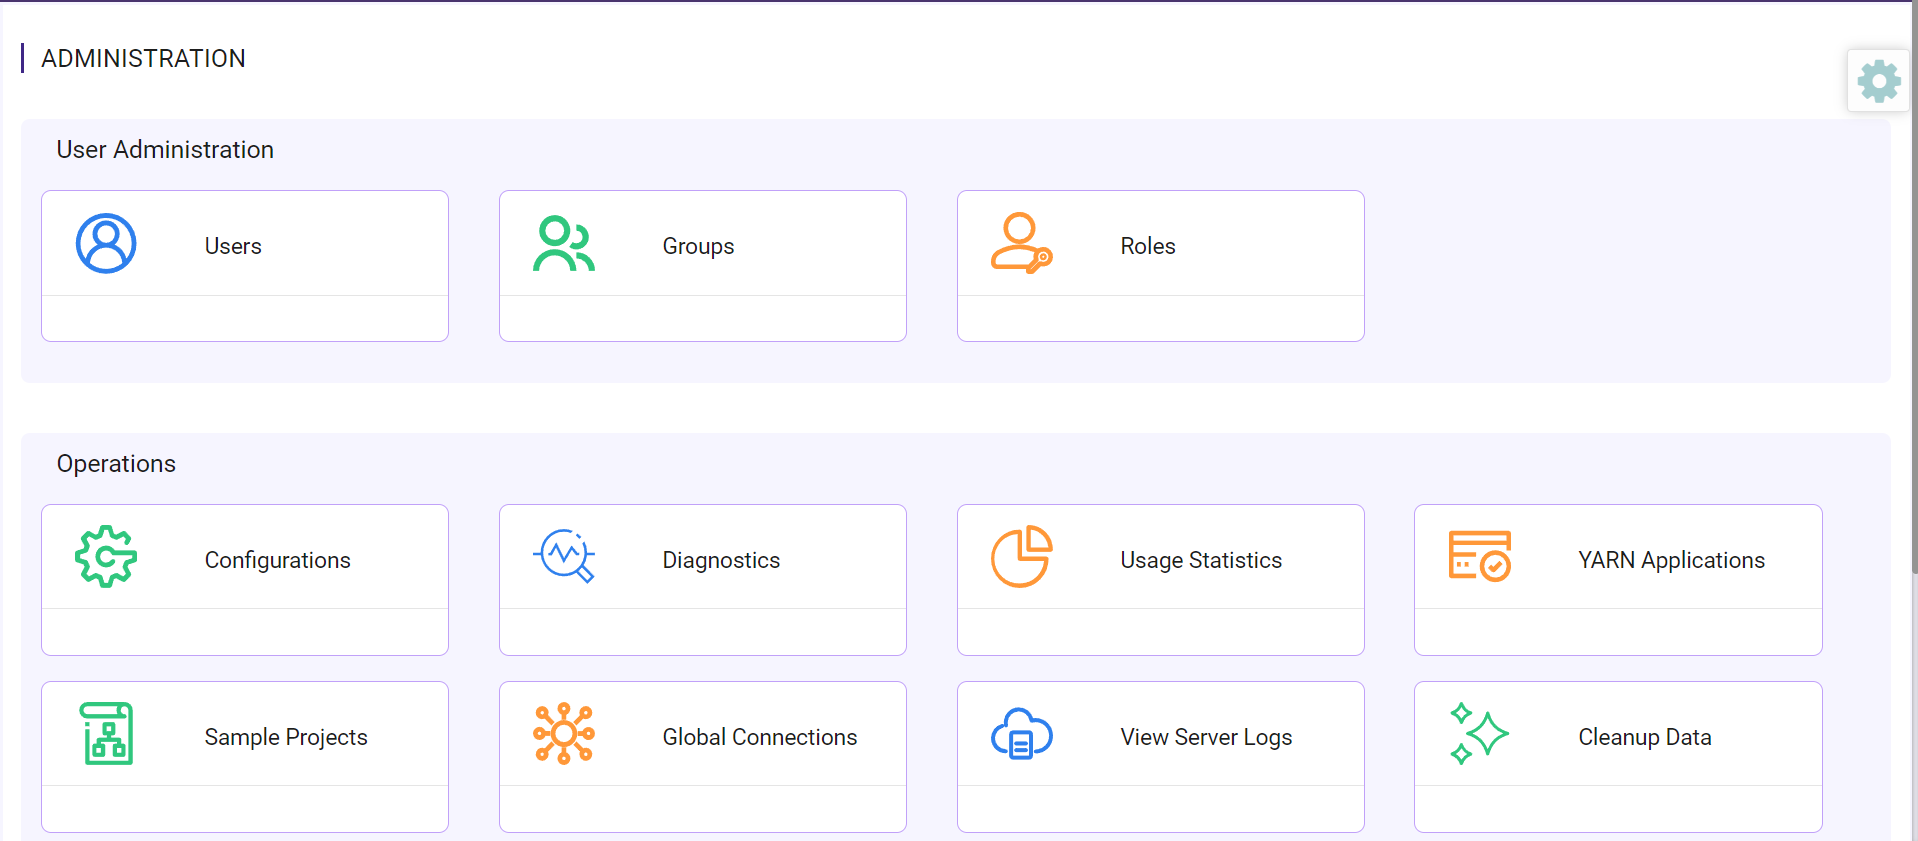 ADMINISTRATION
User Administration
Users
Groups
Roles
Operations
Configurations
Diagnostics
Usage Statistics
YARN Applications
Sample Projects
Global Connections
View Server Logs
Cleanup Data